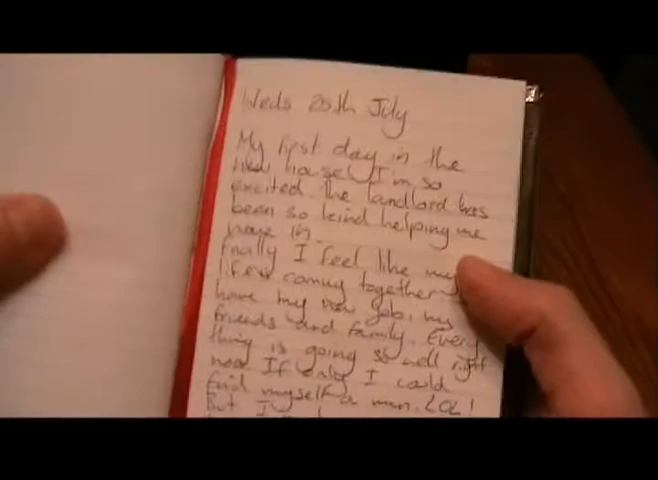 Weds 20th July
My first day in the
new house! I'm so
excited. The landlord has
been so kind helping me
move in.
Finally I feel like my
life's coming together. I
have my new job, my
friends and family. Every
thing is going so well right
now. If only I could
find myself a man. LOL!
But I